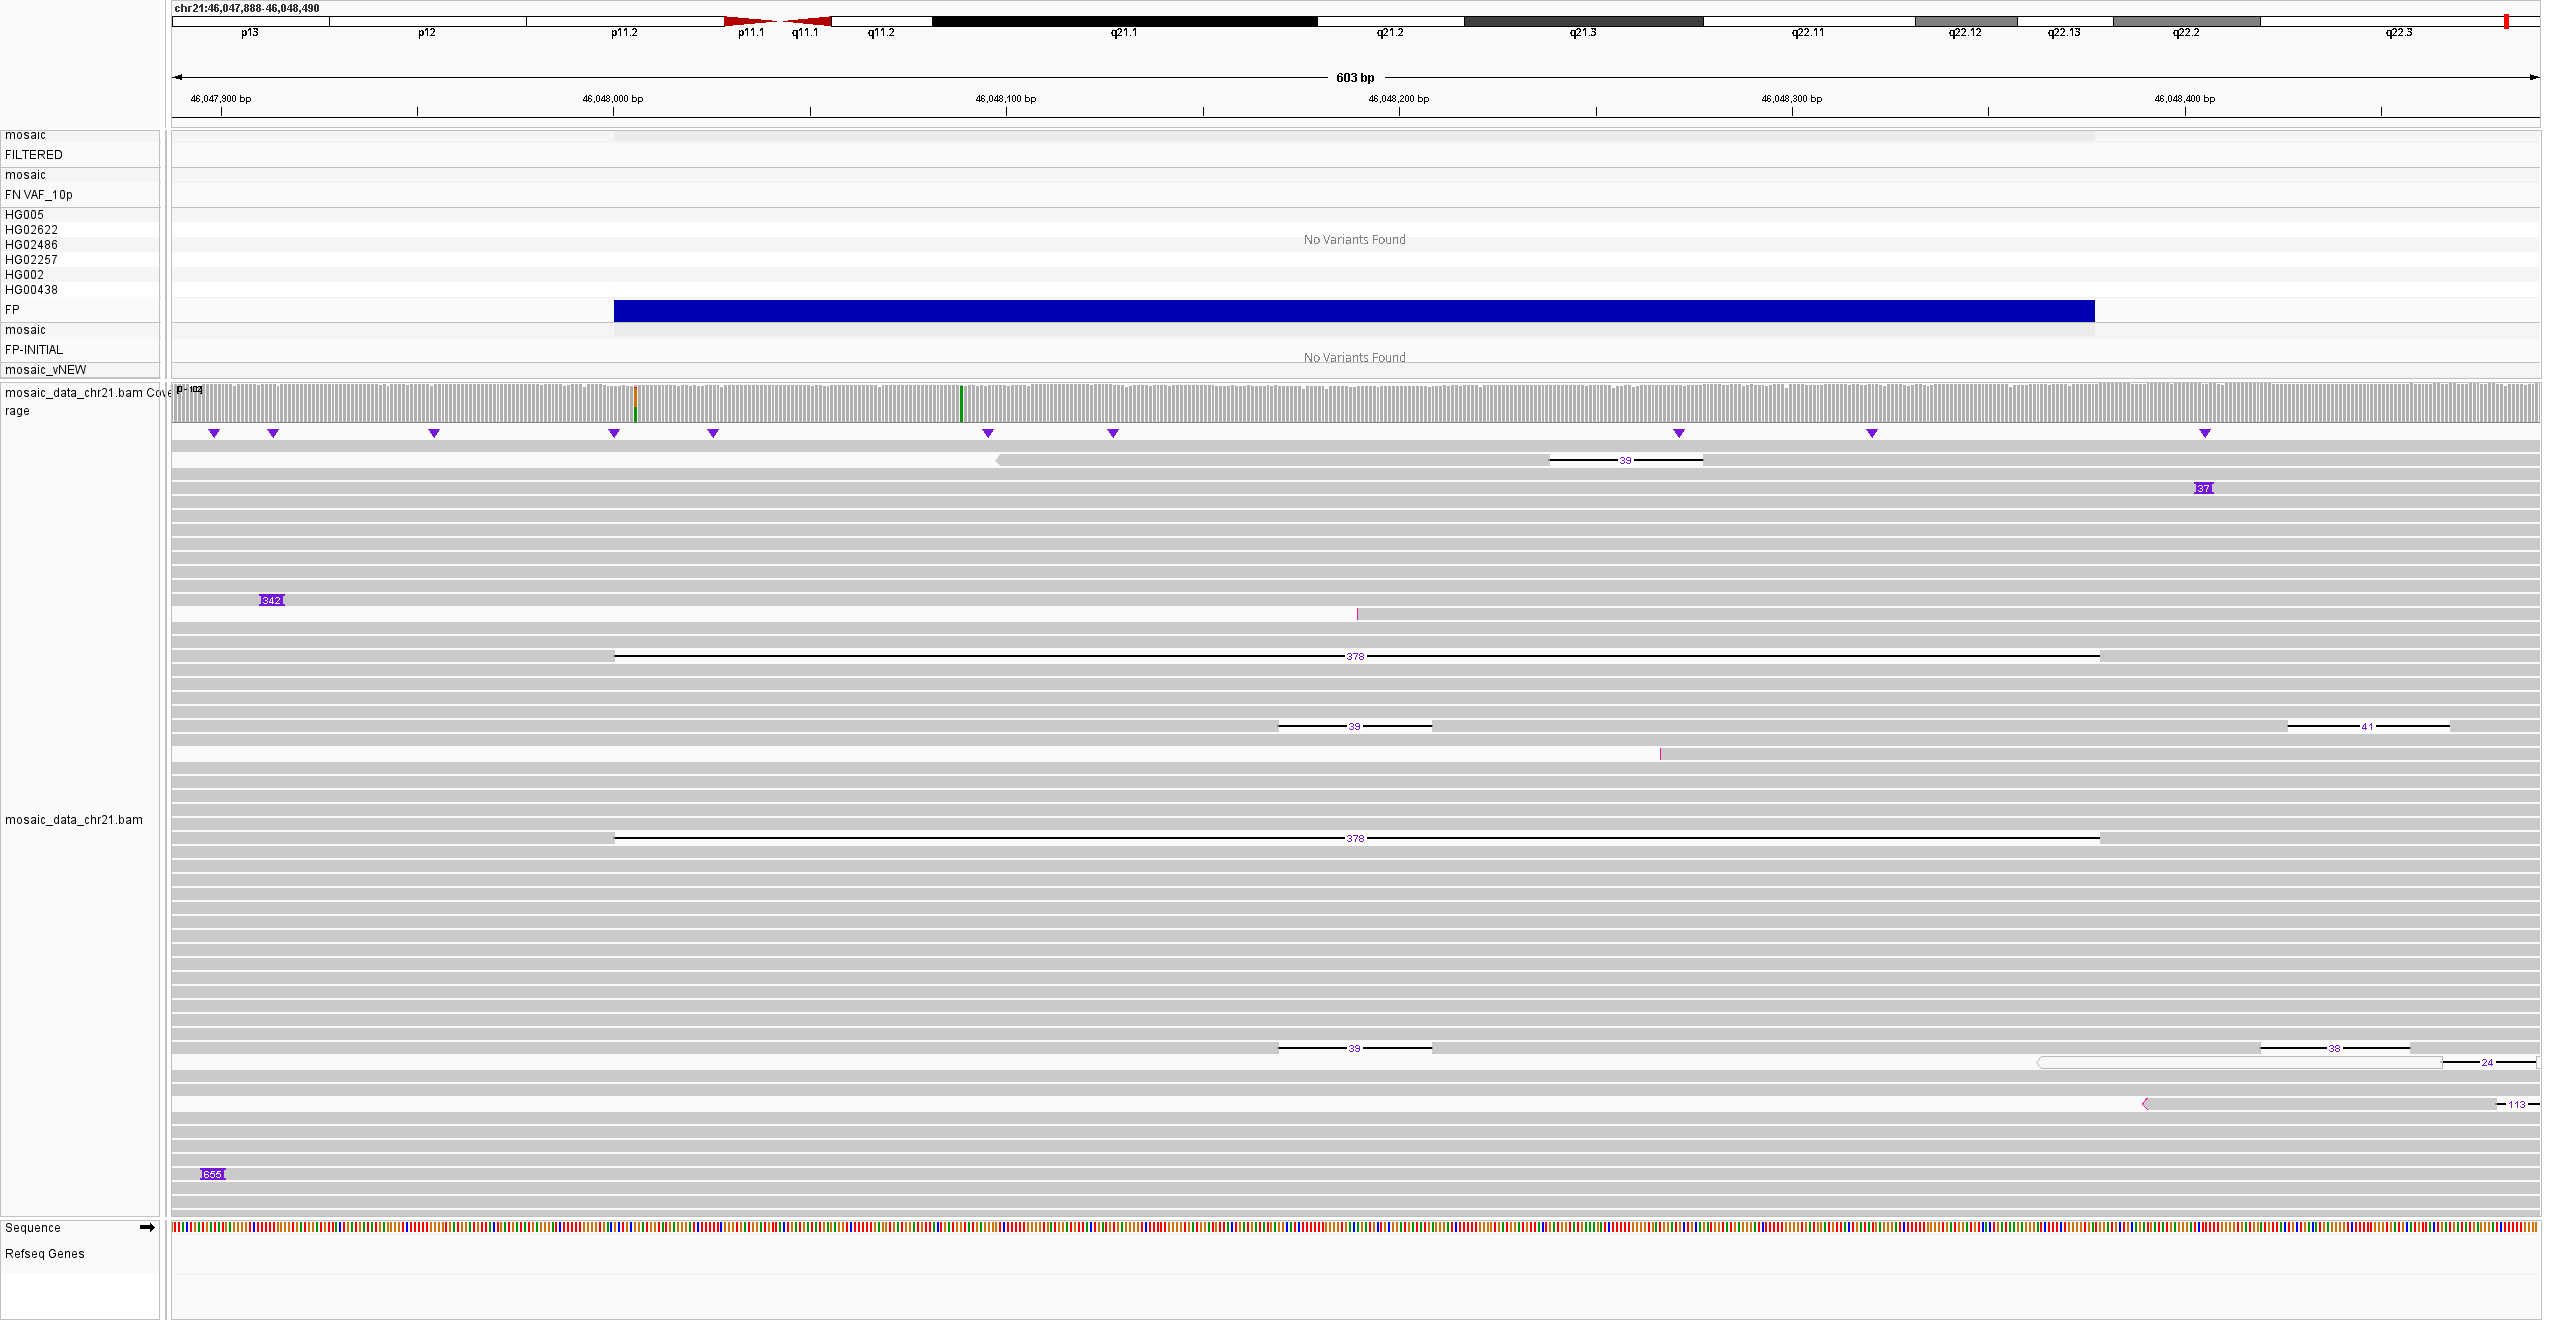 chr21:46,047,888-46,048,490
p13 p12 p11.2 p11.1 q11.1 q11.2 q21.1 q21.2 q21.3 q22.11 q22.12 q22.13 q22.2 q22.3
603 bp
46,047,900 bp 46,048,000 bp 46,048,100 bp 46,048,200 bp 46,048,300 bp 46,048,400 bp
mosaic
FILTERED
mosaic
FN VAF_10p
HG005
HG02622
HG02486
No Variants Found
HG02257
HG002
HG00438
FP
mosaic
FP-INITIAL
No Variants Found
mosaic_vNEW
mosaic_data_chr21.bam Cove
rage
[0 - 102]
39
37
342
378
39 41
mosaic_data_chr21.bam
378
39 38
24
113
655
Sequence
Refseq Genes